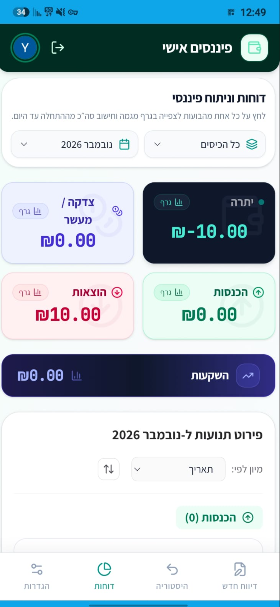 12:49
34
פיננסים אישי
Y
דוחות וניתוח פיננסי
לחץ על כל אחת מהבועות לצפייה בגרף מגמה וחישוב סה״כ מההתחלה עד היום.
כל הכיסים
נובמבר 2026
יתרה
גרף
₪-10.00
צדקה / מעשר
גרף
₪0.00
הכנסות
גרף
₪0.00
הוצאות
גרף
₪10.00
השקעות
₪0.00
פירוט תנועות ל-נובמבר 2026
מיון לפי:
תאריך
הכנסות (0)
דיווח חדש
היסטוריה
דוחות
הגדרות